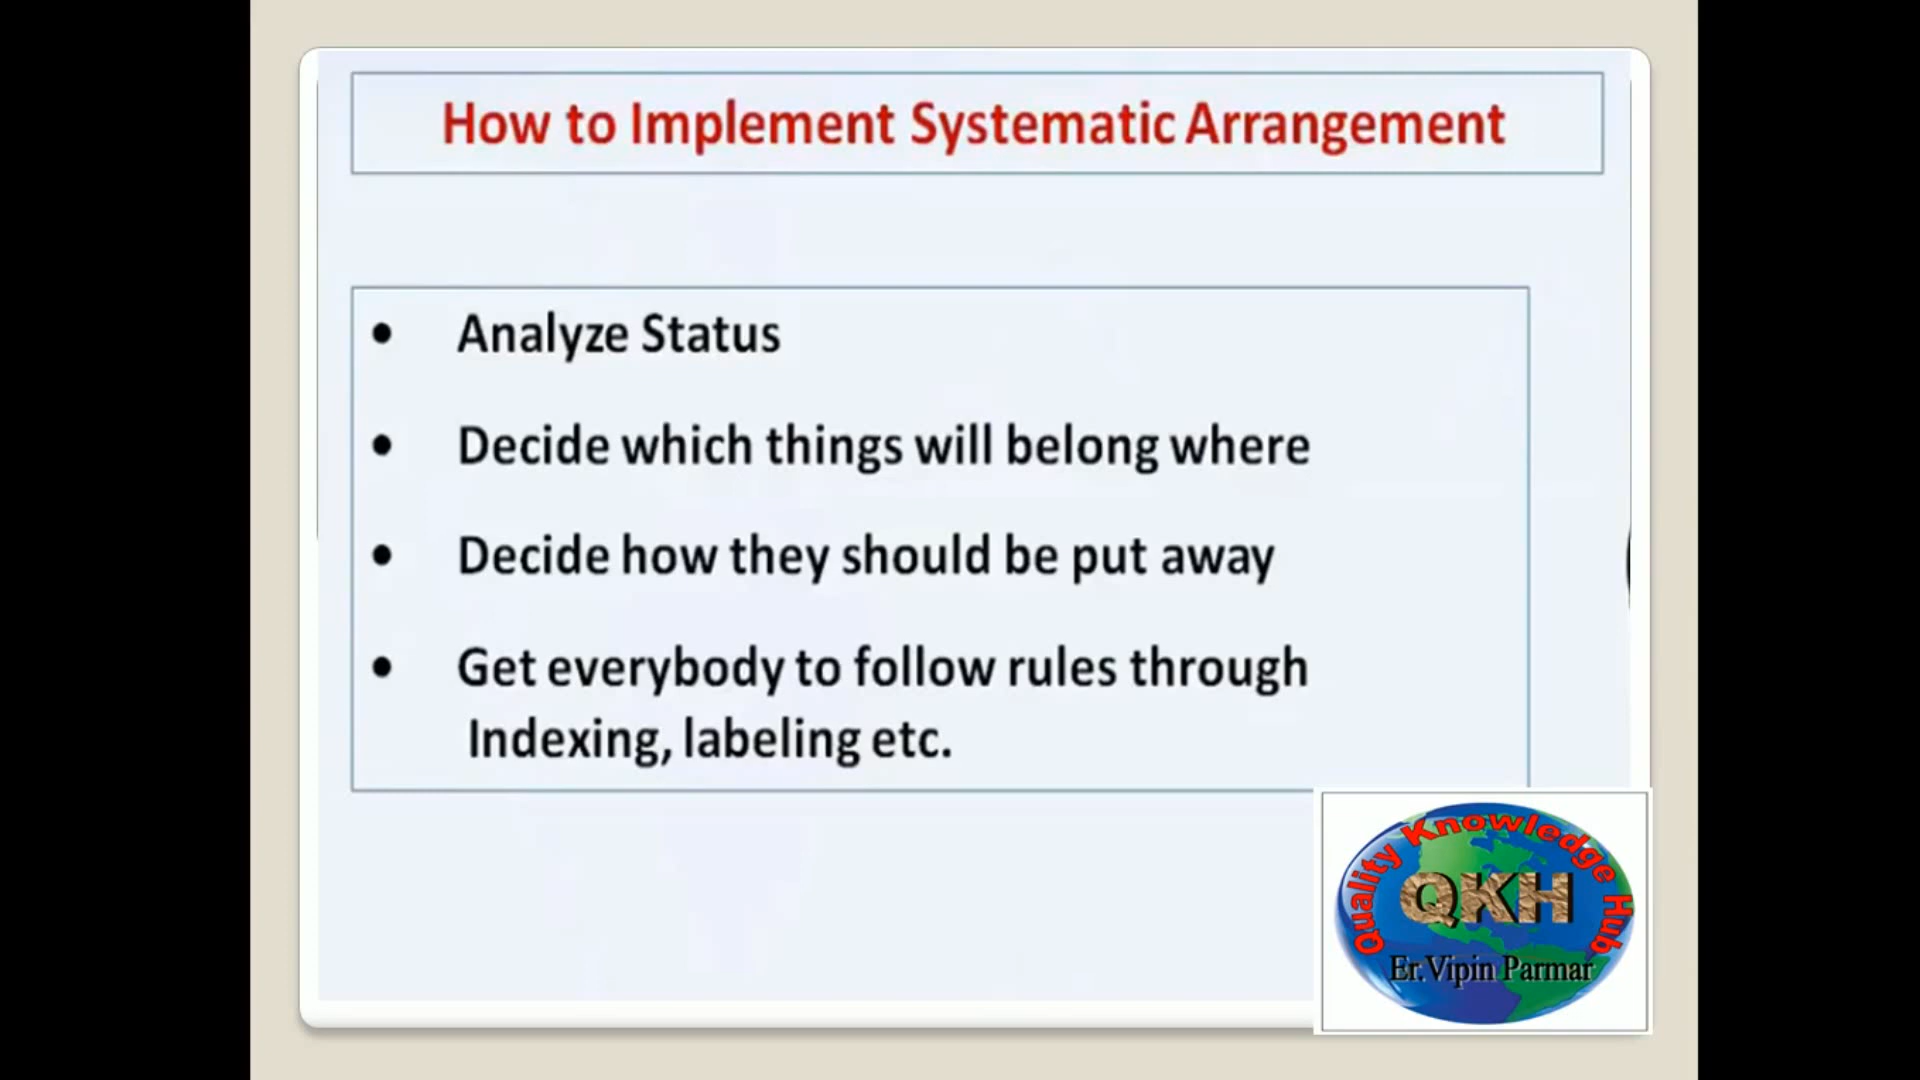 How to Implement Systematic Arrangement
• Analyze Status
• Decide which things will belong where
• Decide how they should be put away
• Get everybody to follow rules through
Indexing, labeling etc.
Quality Knowledge Hub
QKH
Er.Vipin Parmar